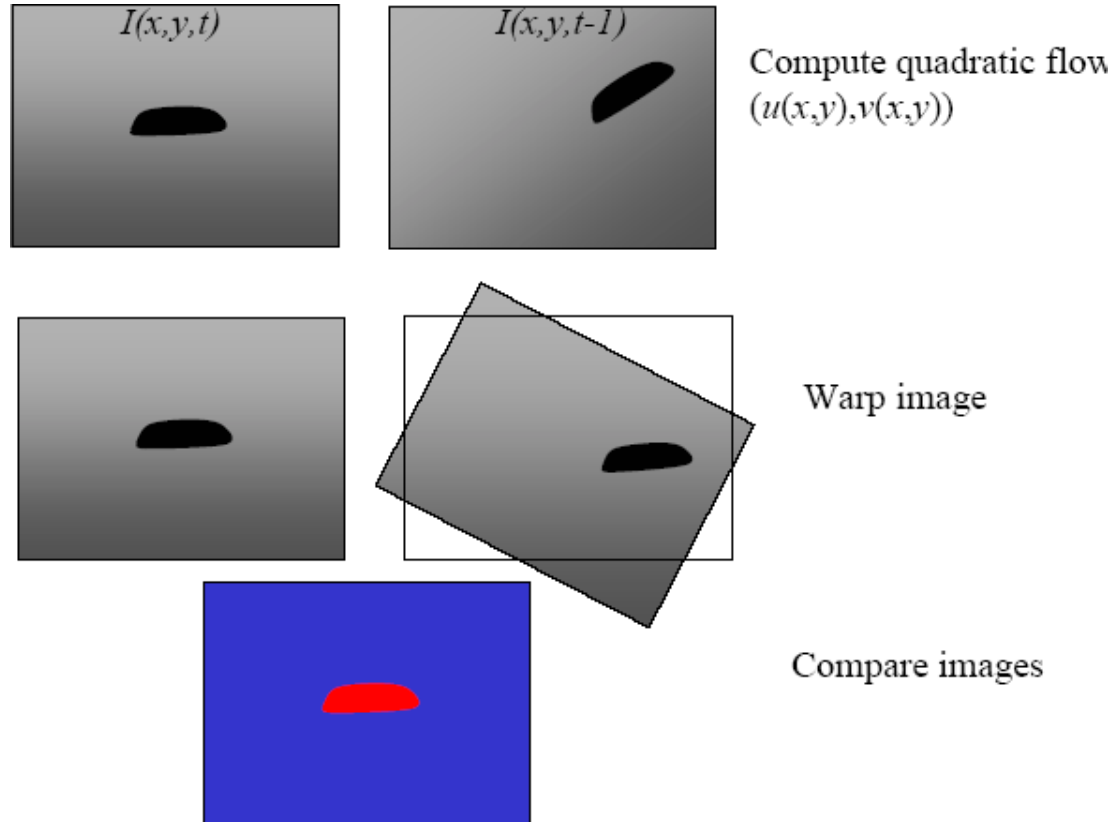 I(x,y,t)
I(x,y,t-1)
Compute quadratic flow
(u(x,y),v(x,y))
Warp image
Compare images